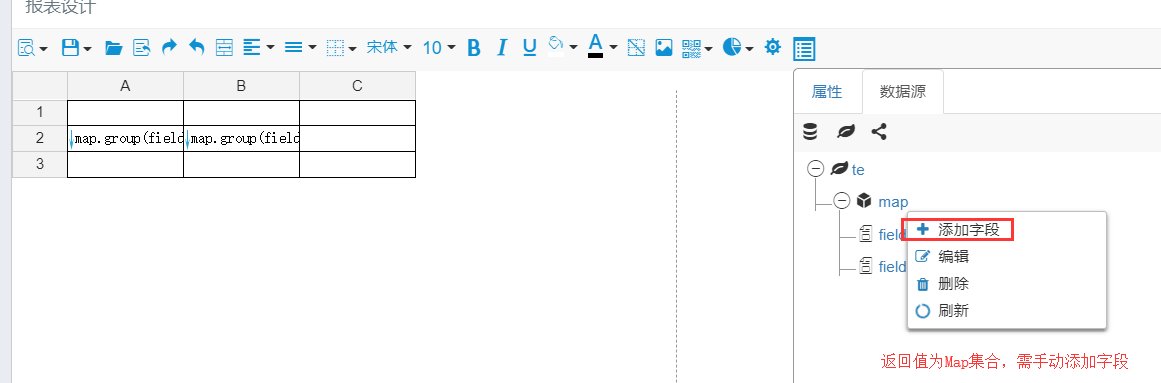 报表设计
宋体 10 B I U A
属性 数据源
A B C
1
2 map.group(field map.group(field
3
te
map
field
field
添加字段
编辑
删除
刷新
返回值为Map集合，需手动添加字段